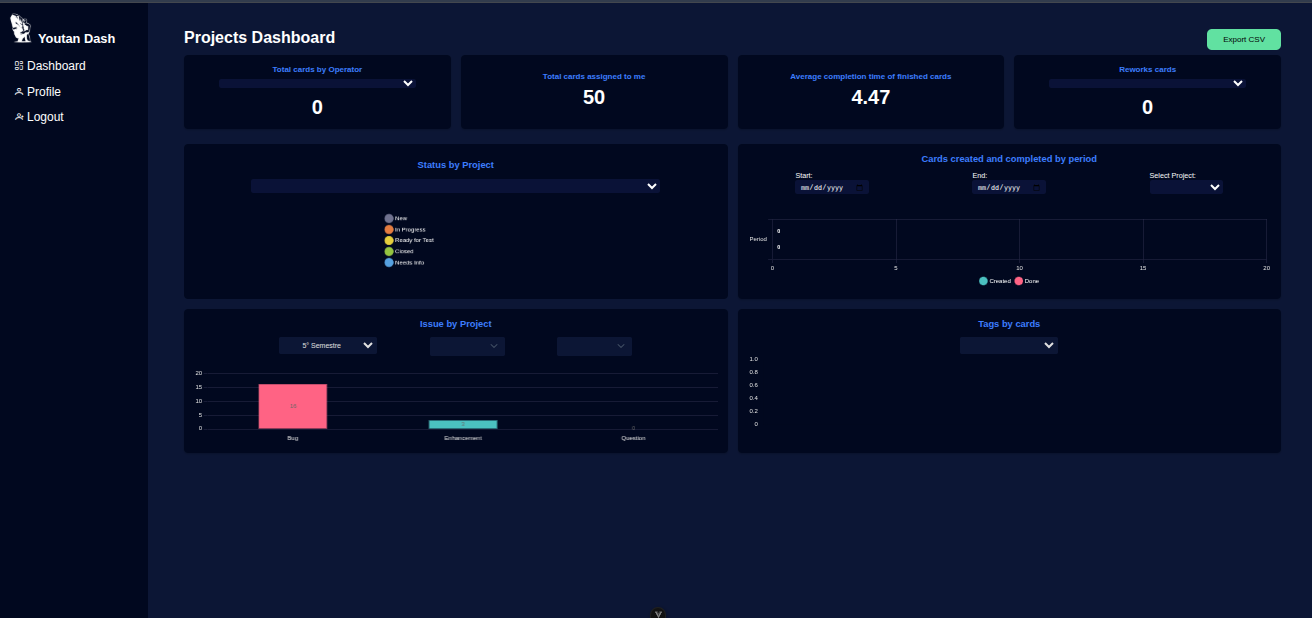 Youtan Dash
Dashboard
Profile
Logout
Projects Dashboard
Export CSV
Total cards by Operator
0
Total cards assigned to me
50
Average completion time of finished cards
4.47
Reworks cards
0
Status by Project
New
In Progress
Ready for Test
Closed
Needs info
Cards created and completed by period
Start:
mm/dd/yyyy
End:
mm/dd/yyyy
Select Project:
Period
0
0
0 5 10 15 20
Created Done
Issue by Project
5° Semestre
20
15
10
5
0
0
Bug Enhancement Question
Tags by cards
1.0
0.8
0.6
0.4
0.2
0